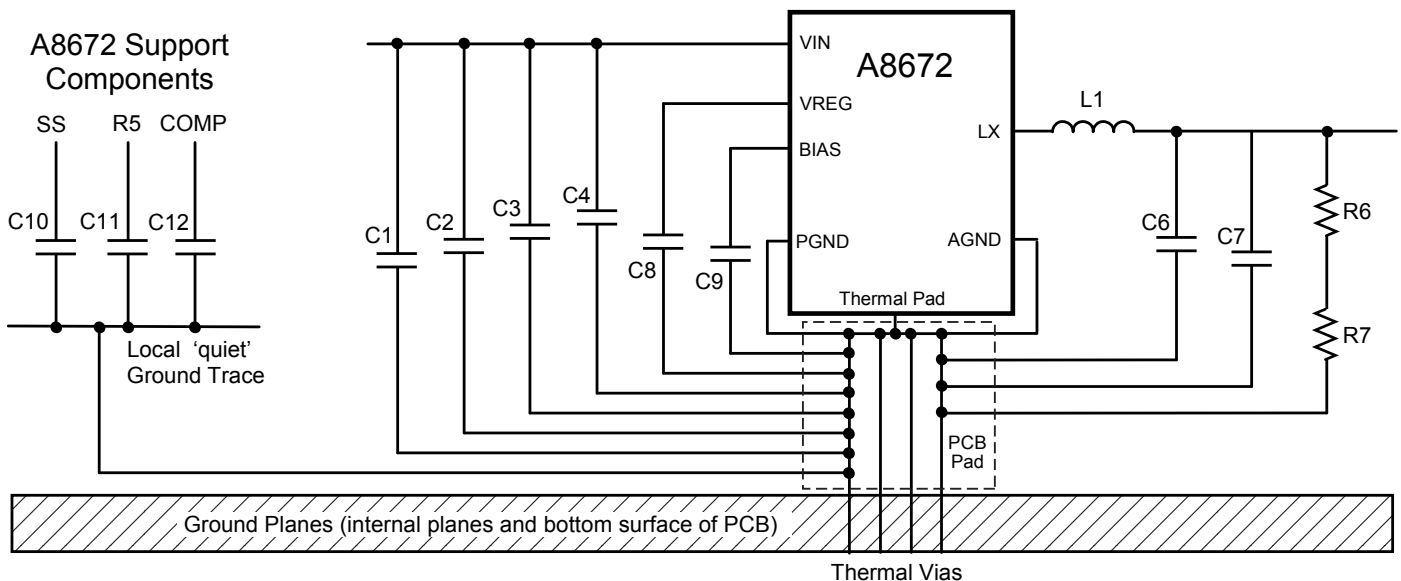 A8672 Support
Components
SS
R5
COMP
C10
C11
C12
Local ‘quiet’
Ground Trace
C1
C2
C3
C4
C8
C9
VIN
A8672
VREG
BIAS
LX
PGND
AGND
Thermal Pad
L1
C6
C7
R6
R7
PCB
Pad
Ground Planes (internal planes and bottom surface of PCB)
Thermal Vias